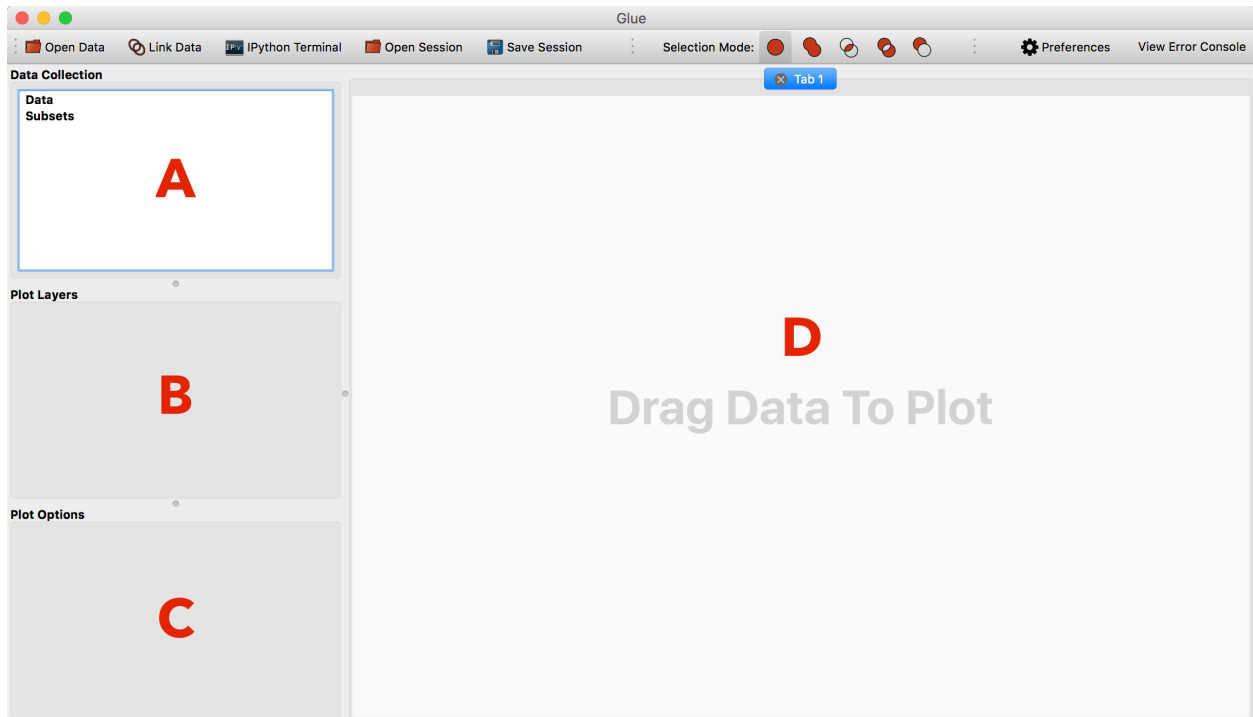 Glue
Open Data Link Data IPython Terminal Open Session Save Session Selection Mode: Preferences View Error Console
Data Collection
Tab 1
Data
Subsets
A
Plot Layers
B
D
Drag Data To Plot
Plot Options
C